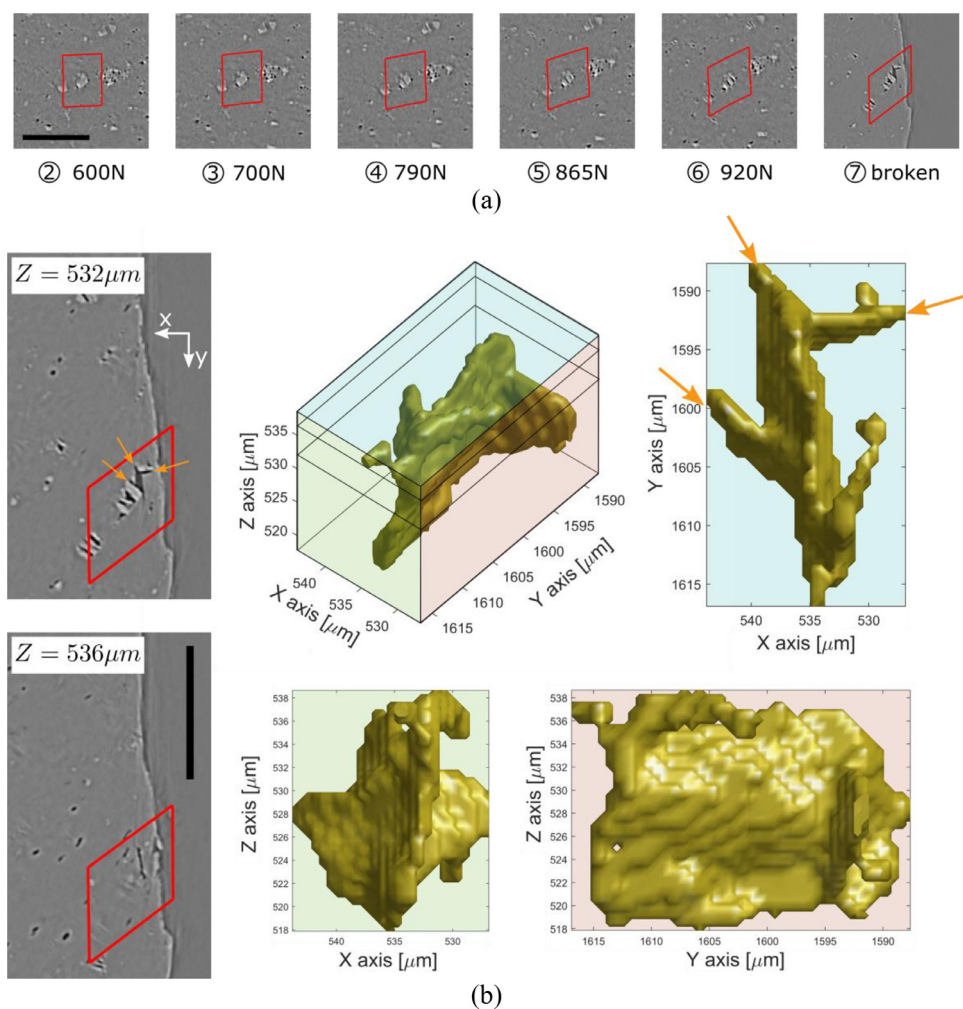 ② 600N
③ 700N
④ 790N
⑤ 865N
⑥ 920N
⑦ broken
(a)
Z = 532μm
x
y
535
530
525
520
Z axis [μm]
540
535
530
X axis [μm]
1615
1610
1605
1600
1595
1590
Y axis [μm]
1590
1595
1600
1605
1610
1615
Y axis [μm]
540
535
530
X axis [μm]
Z = 536μm
538
536
534
532
530
528
526
524
522
520
518
Z axis [μm]
540
535
530
X axis [μm]
538
536
534
532
530
528
526
524
522
520
518
Z axis [μm]
1615
1610
1605
1600
1595
1590
Y axis [μm]
(b)